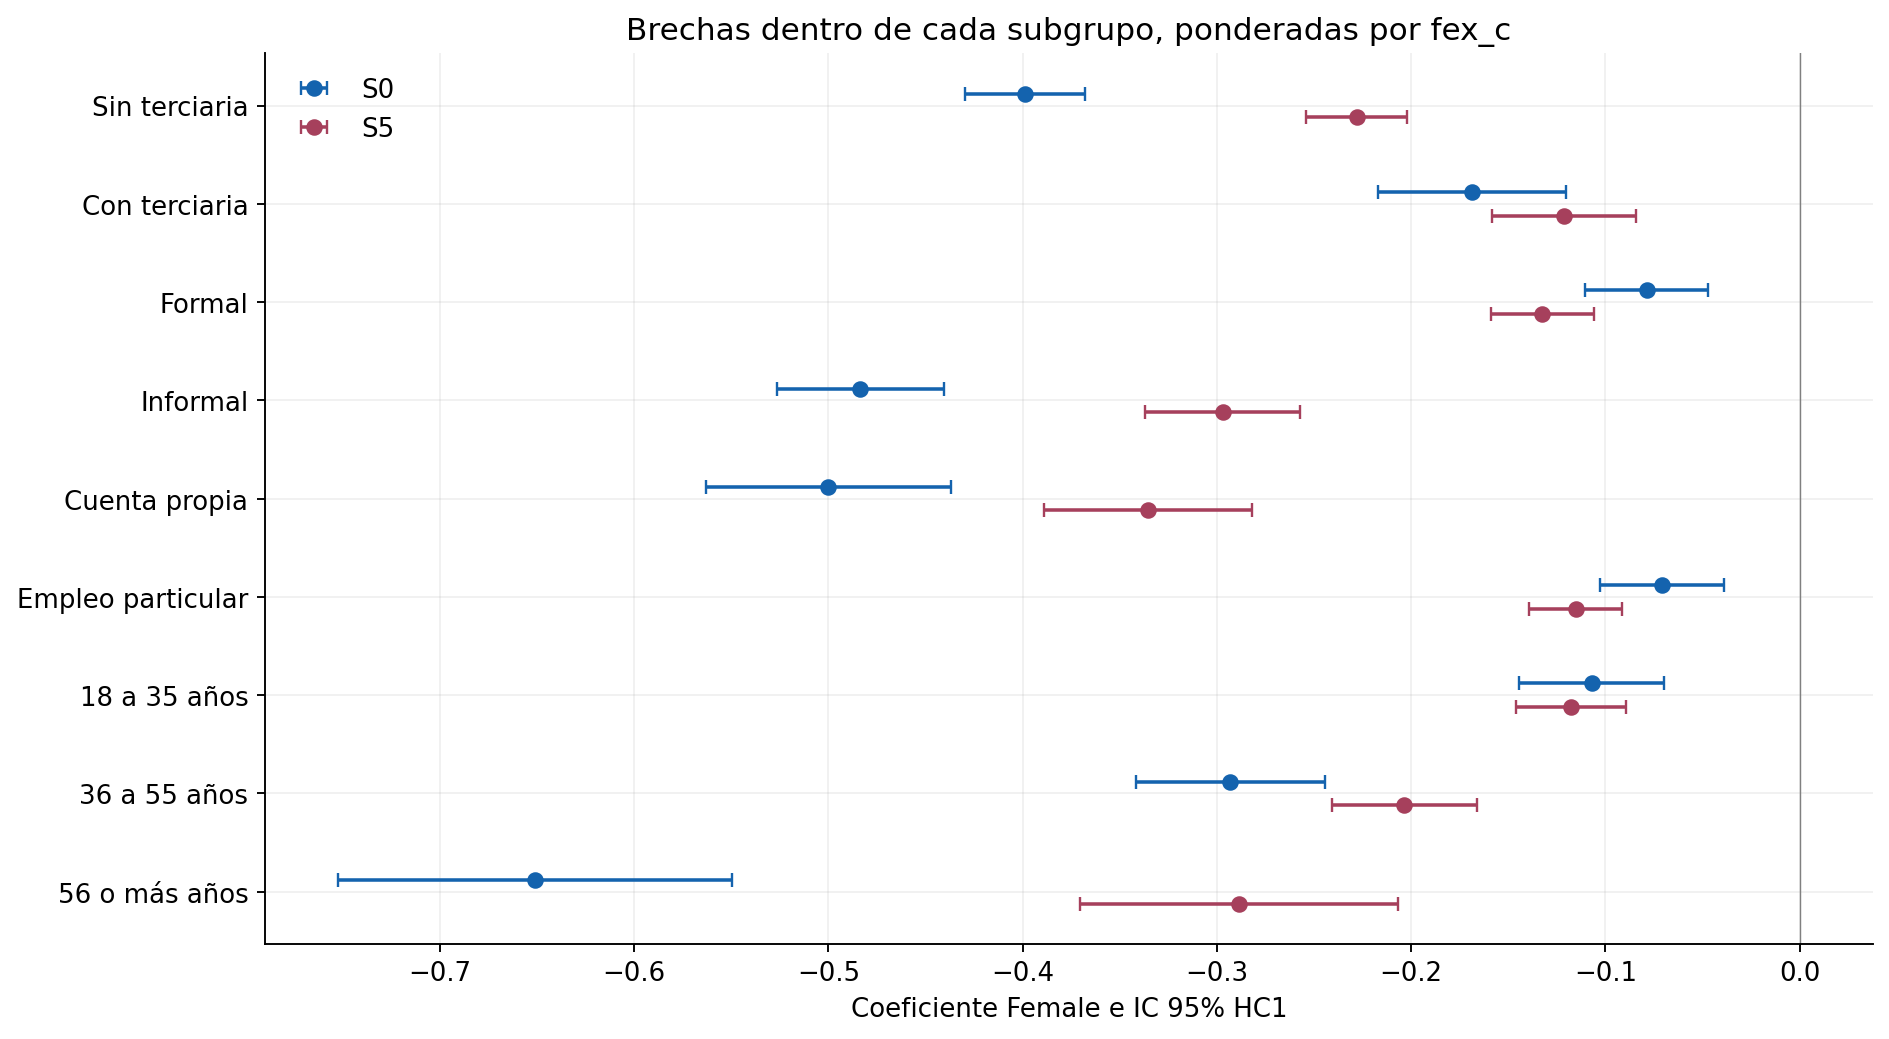 Brechas dentro de cada subgrupo, ponderadas por fex_c
S0
S5
Sin terciaria
Con terciaria
Formal
Informal
Cuenta propia
Empleo particular
18 a 35 años
36 a 55 años
56 o más años
−0.7 −0.6 −0.5 −0.4 −0.3 −0.2 −0.1 0.0
Coeficiente Female e IC 95% HC1